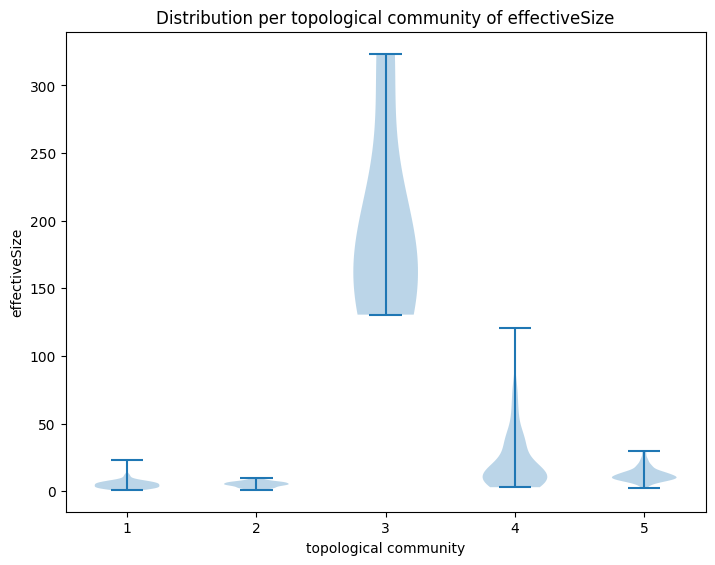 Distribution per topological community of effectiveSize
300
250
200
150
100
50
0
effectiveSize
1 2 3 4 5
topological community